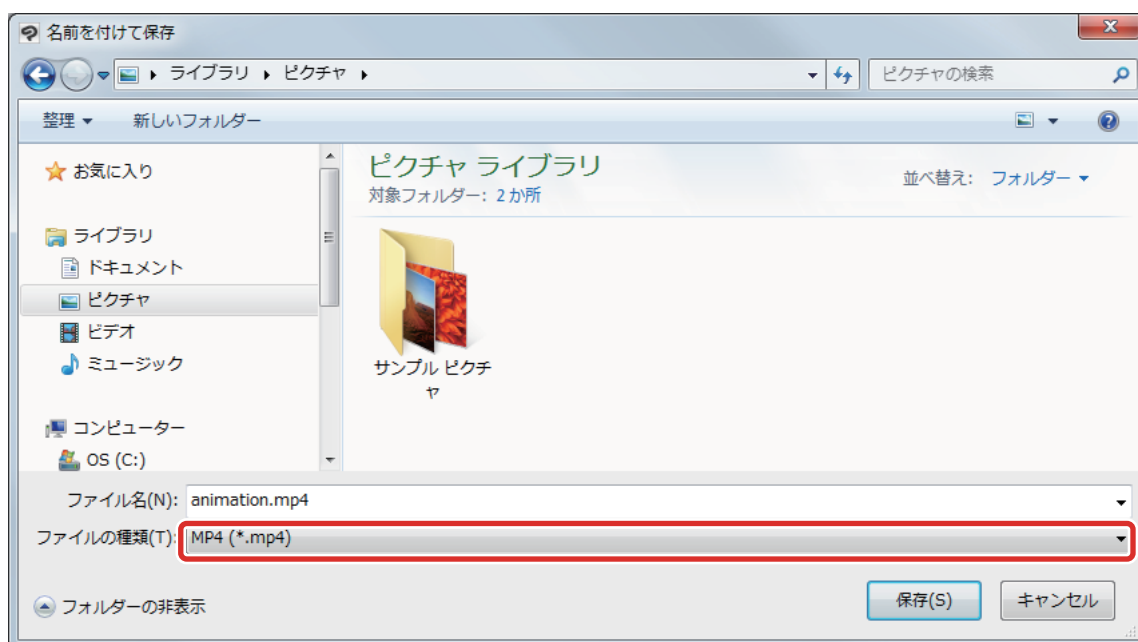 名前を付けて保存
ライブラリ ピクチャ
ピクチャの検索
整理 新しいフォルダー
お気に入り
ライブラリ
ドキュメント
ピクチャ
ビデオ
ミュージック
コンピューター
OS (C:)
ピクチャ ライブラリ
対象フォルダー: 2 か所
並べ替え: フォルダー
サンプル ピクチ
ャ
ファイル名(N): animation.mp4
ファイルの種類(T): MP4 (*.mp4)
フォルダーの非表示
保存(S) キャンセル